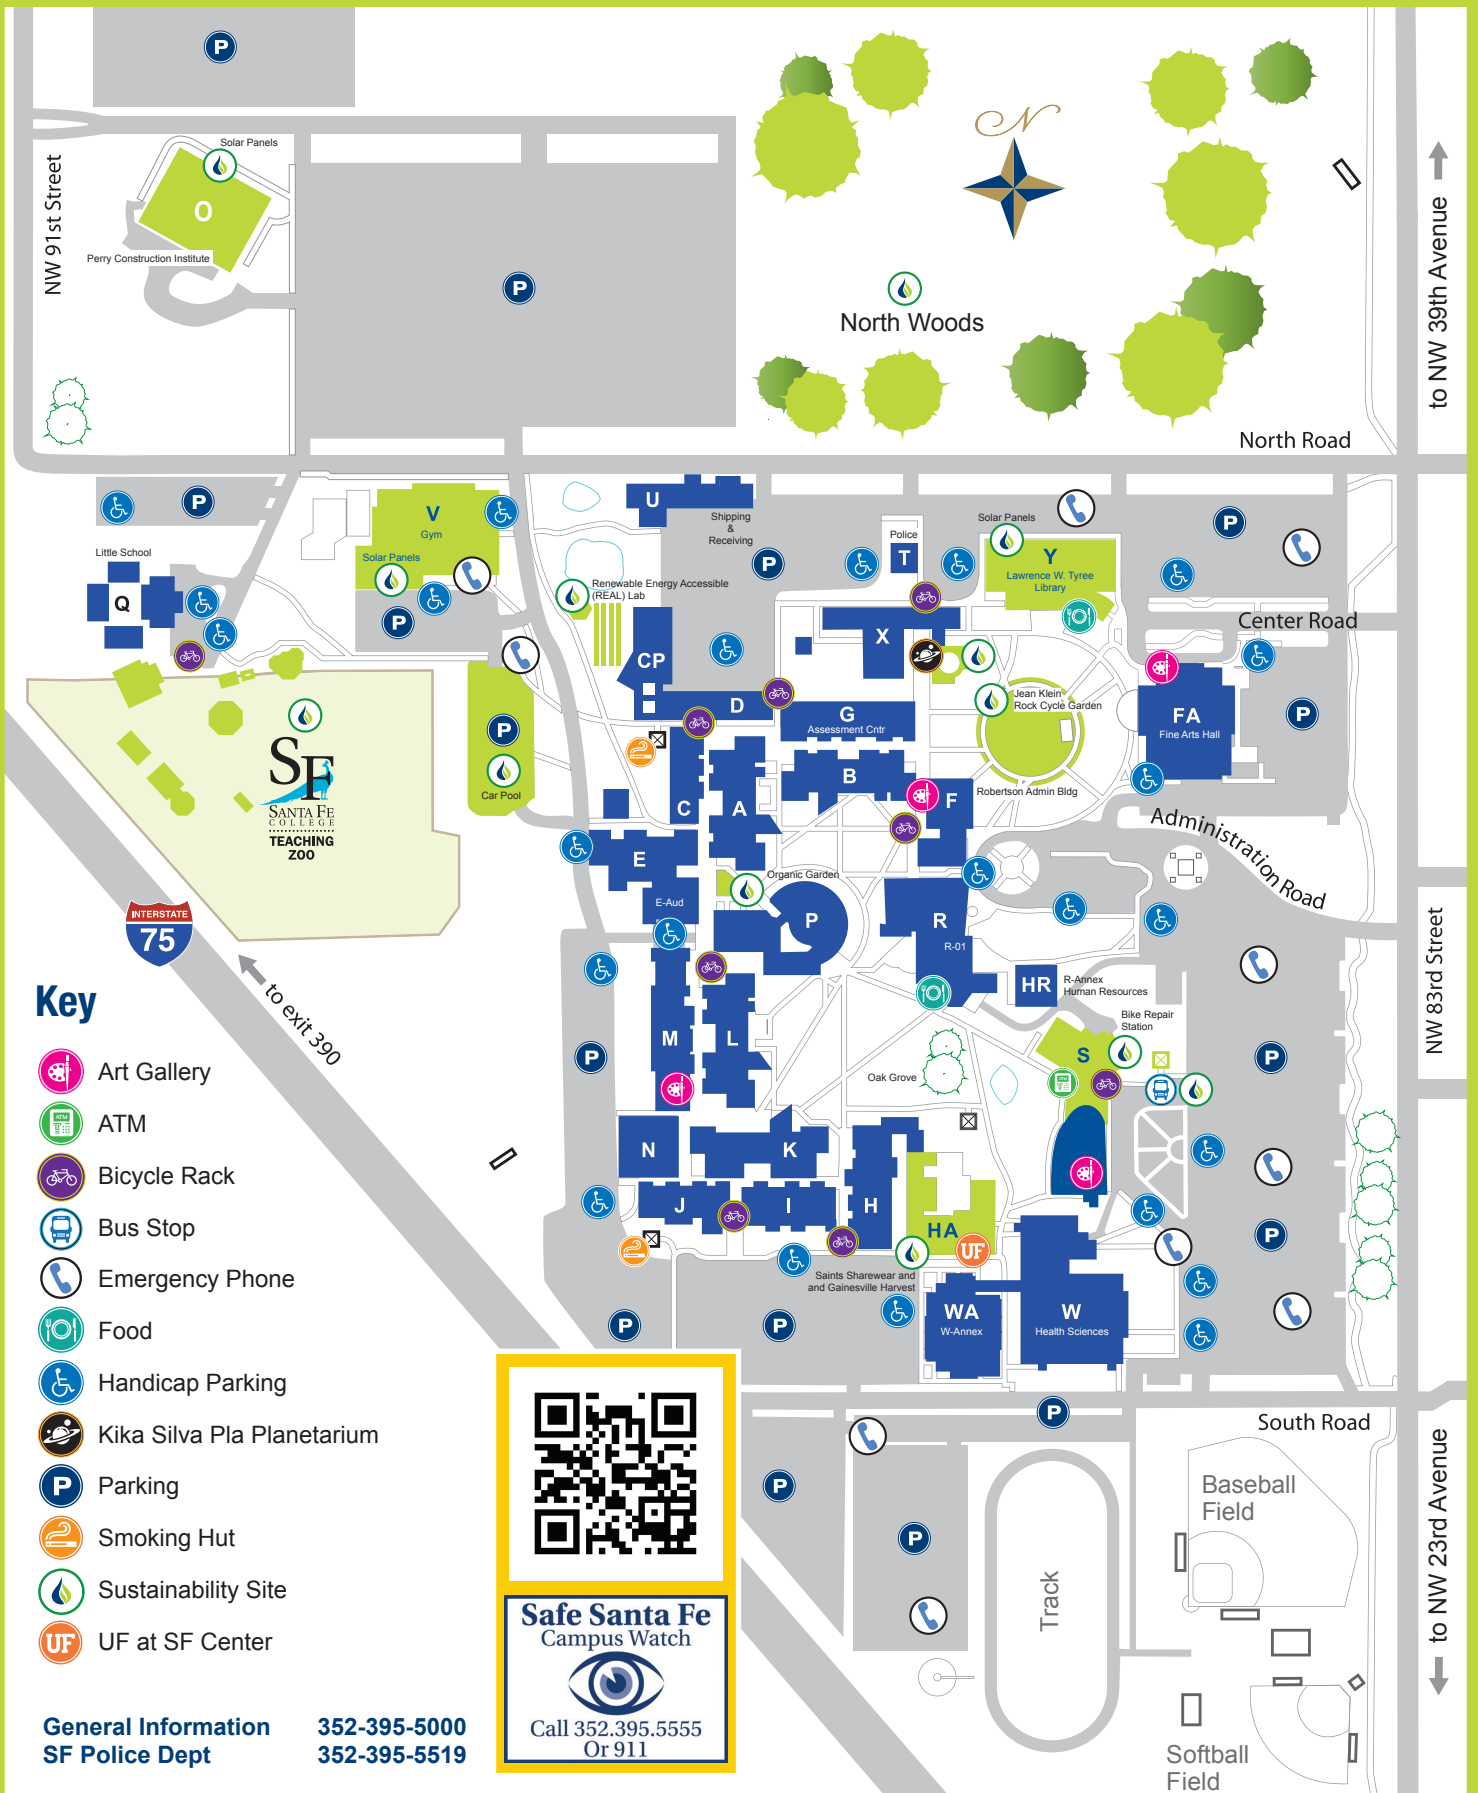 P
Solar Panels
O
Perry Construction Institute
NW 91st Street
P
N
North Woods
to NW 39th Avenue
North Road
P
V
Gym
Solar Panels
P
Little School
Q
U
Shipping
&
Receiving
P
Police
T
Solar Panels
Y
Lawrence W. Tyree
Library
P
Center Road
Renewable Energy Accessible
(REAL) Lab
CP
X
D
G
Assessment Cntr
Jean Klein
Rock Cycle Garden
FA
Fine Arts Hall
P
P
Car Pool
SF
SANTA FE
COLLEGE
TEACHING
ZOO
C
A
B
F
Robertson Admin Bldg
Administration Road
E
E-Aud
Organic Garden
P
R
R-01
HR
R-Annex
Human Resources
INTERSTATE
75
to exit 390
NW 83rd Street
P
M
L
Oak Grove
Bike Repair
Station
S
ATM
P
N
K
J
I
H
HA
UF
P
Saints Sharewear and
and Gainesville Harvest
P
P
WA
W-Annex
W
Health Sciences
P
South Road
P
P
Track
Baseball
Field
Softball
Field
to NW 23rd Avenue
Key
Art Gallery
ATM
ATM
Bicycle Rack
Bus Stop
Emergency Phone
Food
Handicap Parking
Kika Silva Pla Planetarium
P
Parking
Smoking Hut
Sustainability Site
UF
UF at SF Center
General Information 352-395-5000
SF Police Dept 352-395-5519
Safe Santa Fe
Campus Watch
Call 352.395.5555
Or 911